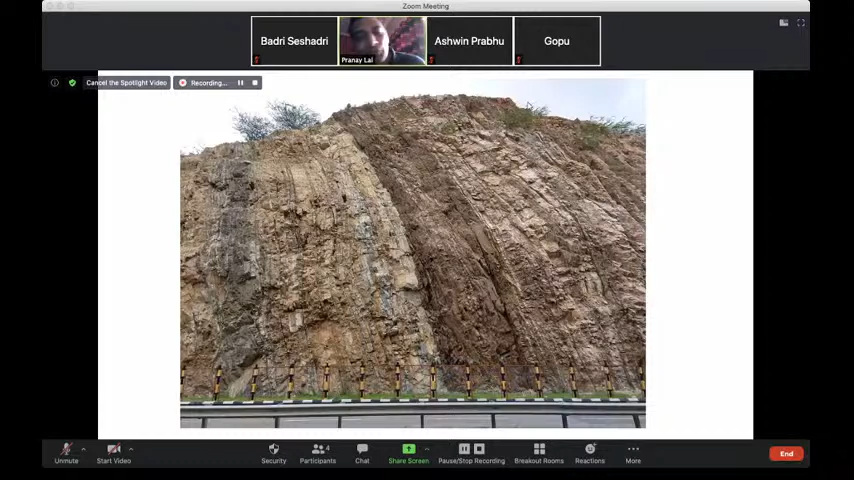 Zoom Meeting
Badri Seshadri
Pranay Lal
Ashwin Prabhu
Gopu
Cancel the Spotlight Video
Recording...
Unmute
Start Video
Security
4
Participants
Chat
Share Screen
Pause/Stop Recording
Breakout Rooms
Reactions
More
End